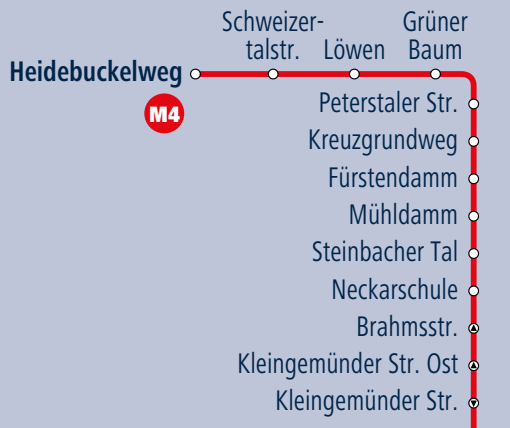 Schweizer-
talstr.
Löwen
Grüner
Baum
Heidebuckelweg
M4
Peterstaler Str.
Kreuzgrundweg
Fürstendamm
Mühldamm
Steinbacher Tal
Neckarschule
Brahmsstr.
Kleingemünder Str. Ost
Kleingemünder Str.